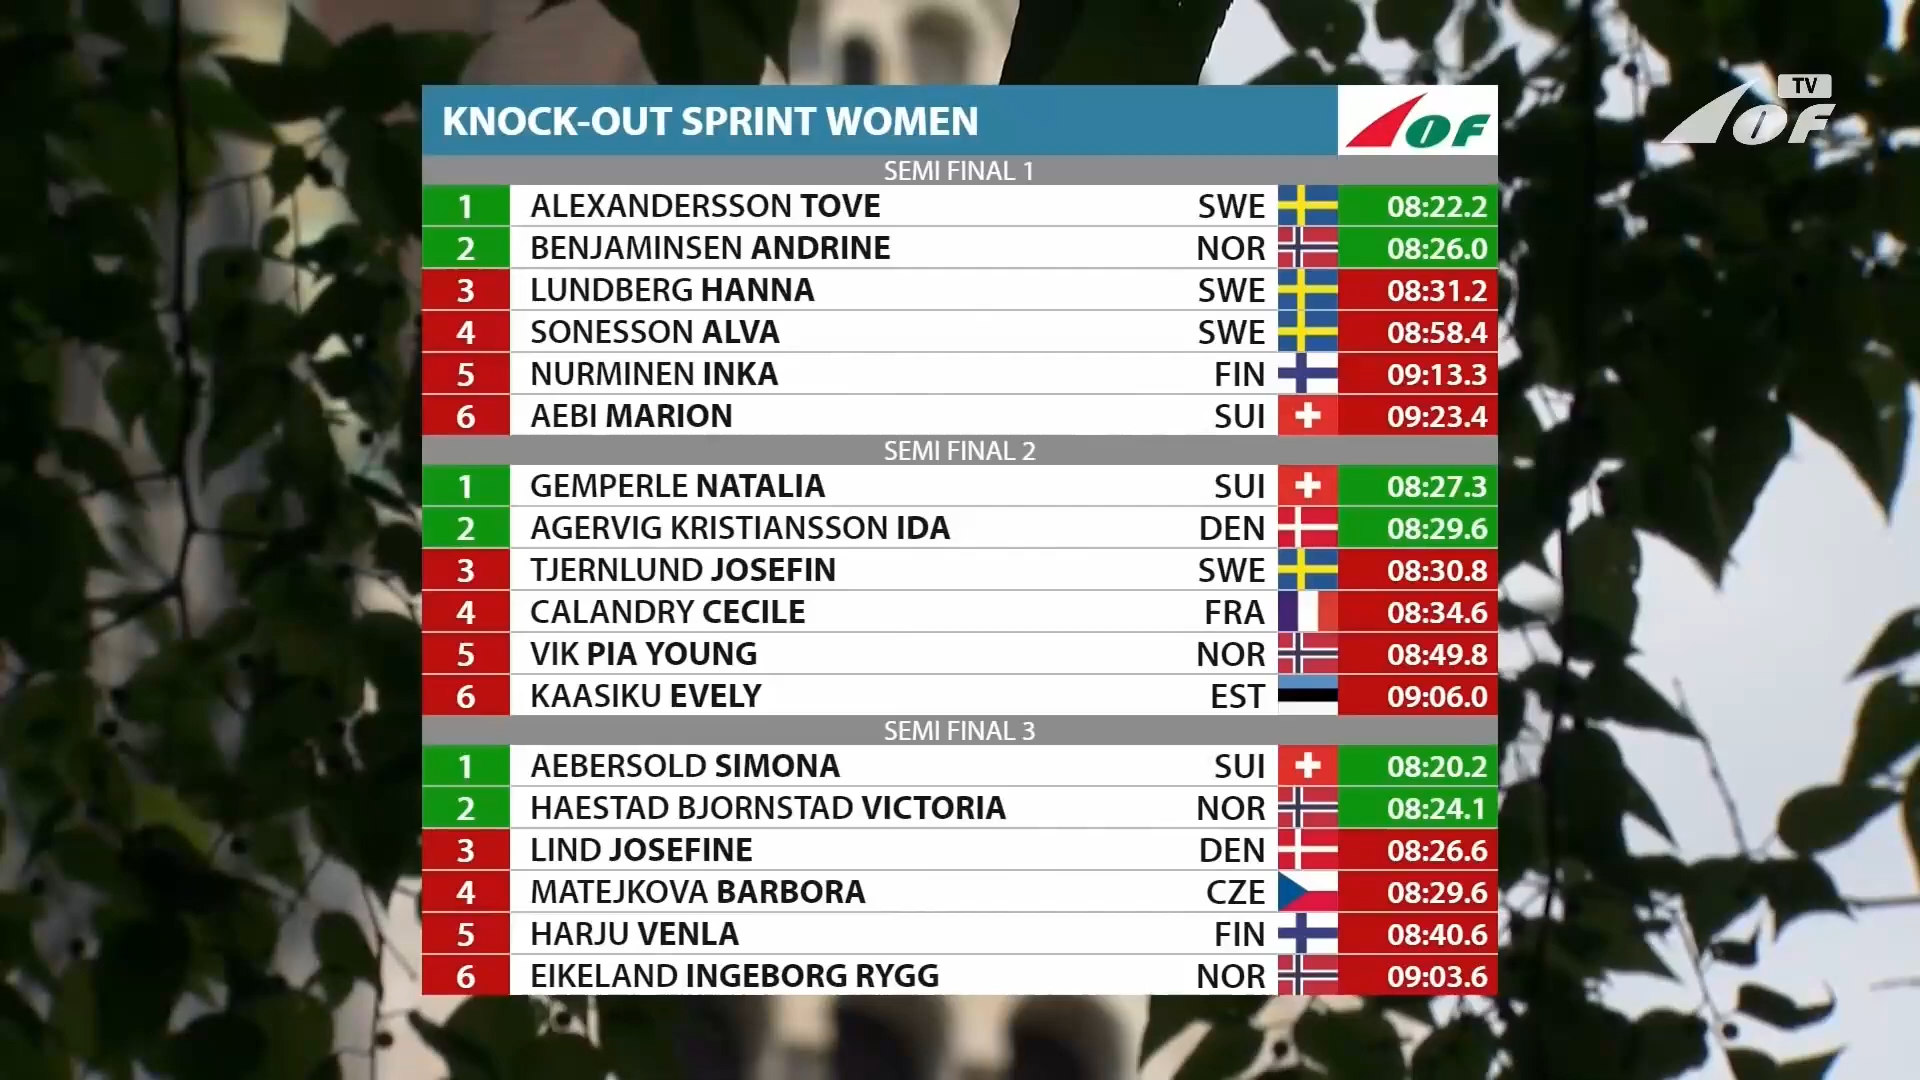 KNOCK-OUT SPRINT WOMEN IOF
TV
IOF
SEMI FINAL 1
1 ALEXANDERSSON TOVE SWE 08:22.2
2 BENJAMINSEN ANDRINE NOR 08:26.0
3 LUNDBERG HANNA SWE 08:31.2
4 SONESSON ALVA SWE 08:58.4
5 NURMINEN INKA FIN 09:13.3
6 AEBI MARION SUI 09:23.4
SEMI FINAL 2
1 GEMPERLE NATALIA SUI 08:27.3
2 AGERVIG KRISTIANSSON IDA DEN 08:29.6
3 TJERNLUND JOSEFIN SWE 08:30.8
4 CALANDRY CECILE FRA 08:34.6
5 VIK PIA YOUNG NOR 08:49.8
6 KAASIKU EVELY EST 09:06.0
SEMI FINAL 3
1 AEBERSOLD SIMONA SUI 08:20.2
2 HAESTAD BJORNSTAD VICTORIA NOR 08:24.1
3 LIND JOSEFINE DEN 08:26.6
4 MATEJKOVA BARBORA CZE 08:29.6
5 HARJU VENLA FIN 08:40.6
6 EIKELAND INGEBORG RYGG NOR 09:03.6